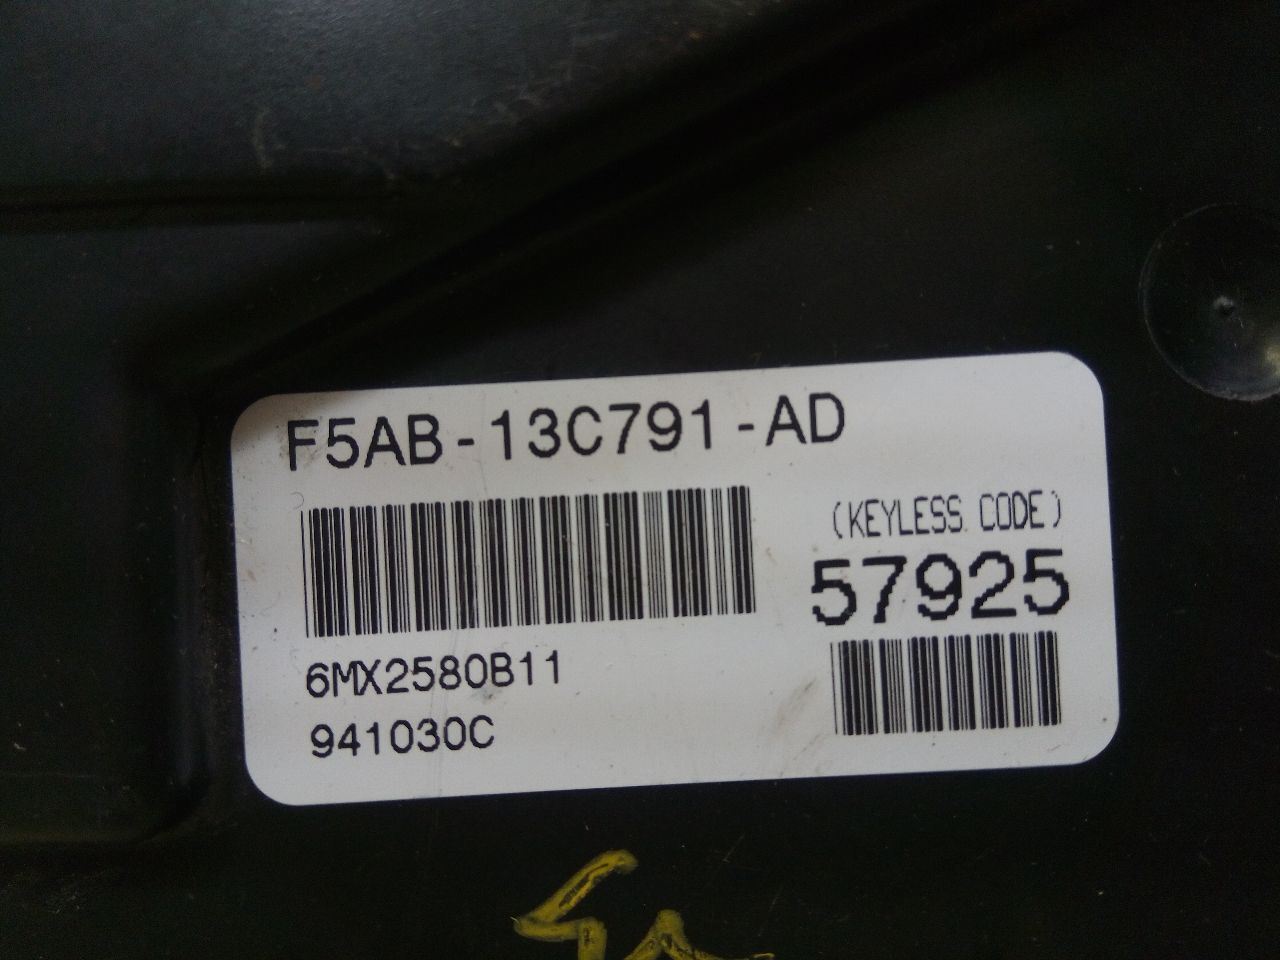 F5AB-13C791-AD
(KEYLESS CODE)
57925
6MX2580B11
941030C